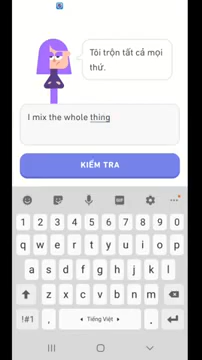 Tôi trộn tất cả mọi
thứ.
I mix the whole thing
KIỂM TRA
GIF
1 2 3 4 5 6 7 8 9 0
q w e r t y u i o p
a s d f g h j k l
z x c v b n m
!#1 , Tiếng Việt .